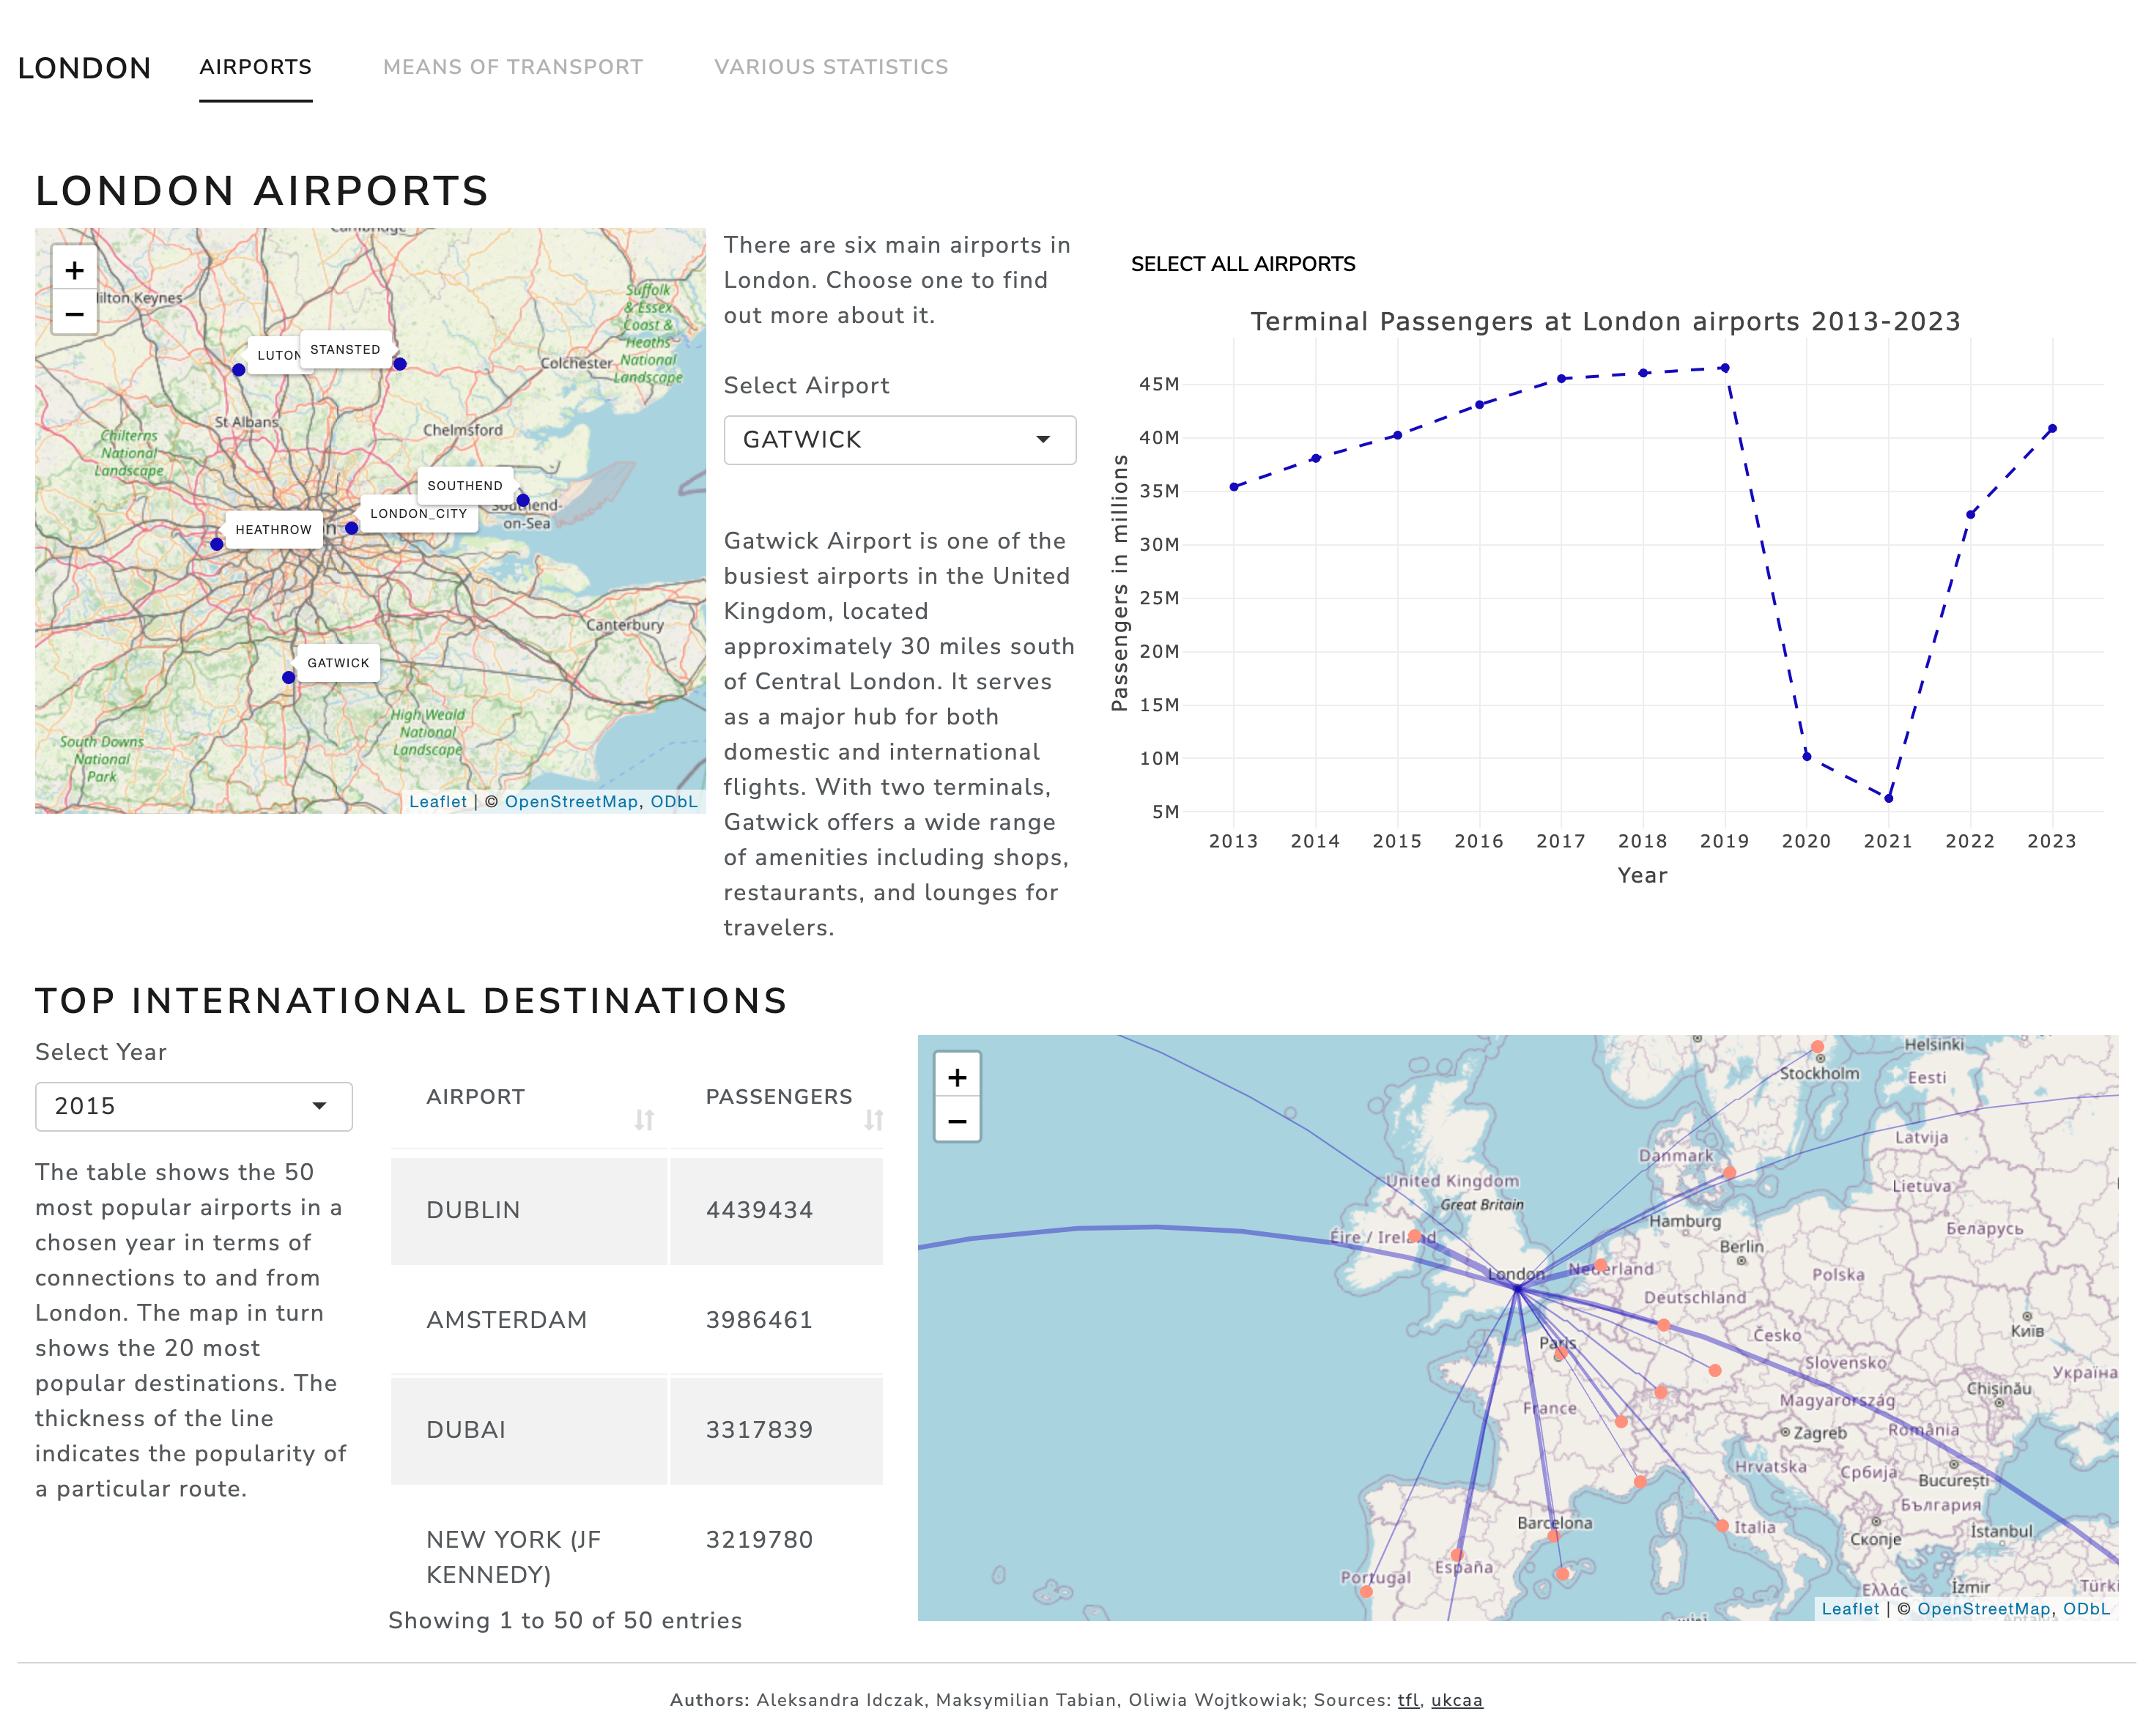 LONDON
AIRPORTS
MEANS OF TRANSPORT
VARIOUS STATISTICS
LONDON AIRPORTS
+
−
Cambridge
ilton Keynes
Suffolk
& Essex
Coast &
Heaths
National
Landscape
LUTON
STANSTED
Colchester
St Albans
Chelmsford
Chilterns
National
Landscape
SOUTHEND
LONDON_CITY
Southend-
on-Sea
HEATHROW
Canterbury
GATWICK
High Weald
National
Landscape
South Downs
National
Park
Leaflet | © OpenStreetMap, ODbL
There are six main airports in
London. Choose one to find
out more about it.
Select Airport
GATWICK
Gatwick Airport is one of the
busiest airports in the United
Kingdom, located
approximately 30 miles south
of Central London. It serves
as a major hub for both
domestic and international
flights. With two terminals,
Gatwick offers a wide range
of amenities including shops,
restaurants, and lounges for
travelers.
SELECT ALL AIRPORTS
Terminal Passengers at London airports 2013-2023
Passengers in millions
45M
40M
35M
30M
25M
20M
15M
10M
5M
2013 2014 2015 2016 2017 2018 2019 2020 2021 2022 2023
Year
TOP INTERNATIONAL DESTINATIONS
Select Year
2015
The table shows the 50
most popular airports in a
chosen year in terms of
connections to and from
London. The map in turn
shows the 20 most
popular destinations. The
thickness of the line
indicates the popularity of
a particular route.
AIRPORT PASSENGERS
DUBLIN 4439434
AMSTERDAM 3986461
DUBAI 3317839
NEW YORK (JF 3219780
KENNEDY)
Showing 1 to 50 of 50 entries
+
−
Helsinki
Stockholm
Eesti
Latvija
Danmark
United Kingdom
Lietuva
Great Britain
Hamburg
Беларусь
Éire / Ireland
Berlin
London
Nederland
Polska
Deutschland
Київ
Paris
Česko
Slovensko
Україна
Chișinău
Magyarország
France
România
Zagreb
Hrvatska
Србија
București
България
Barcelona
Italia
İstanbul
Скопје
España
Portugal
Ελλάς
İzmir
Türki
Leaflet | © OpenStreetMap, ODbL
Authors: Aleksandra Idczak, Maksymilian Tabian, Oliwia Wojtkowiak; Sources: tfl, ukcaa